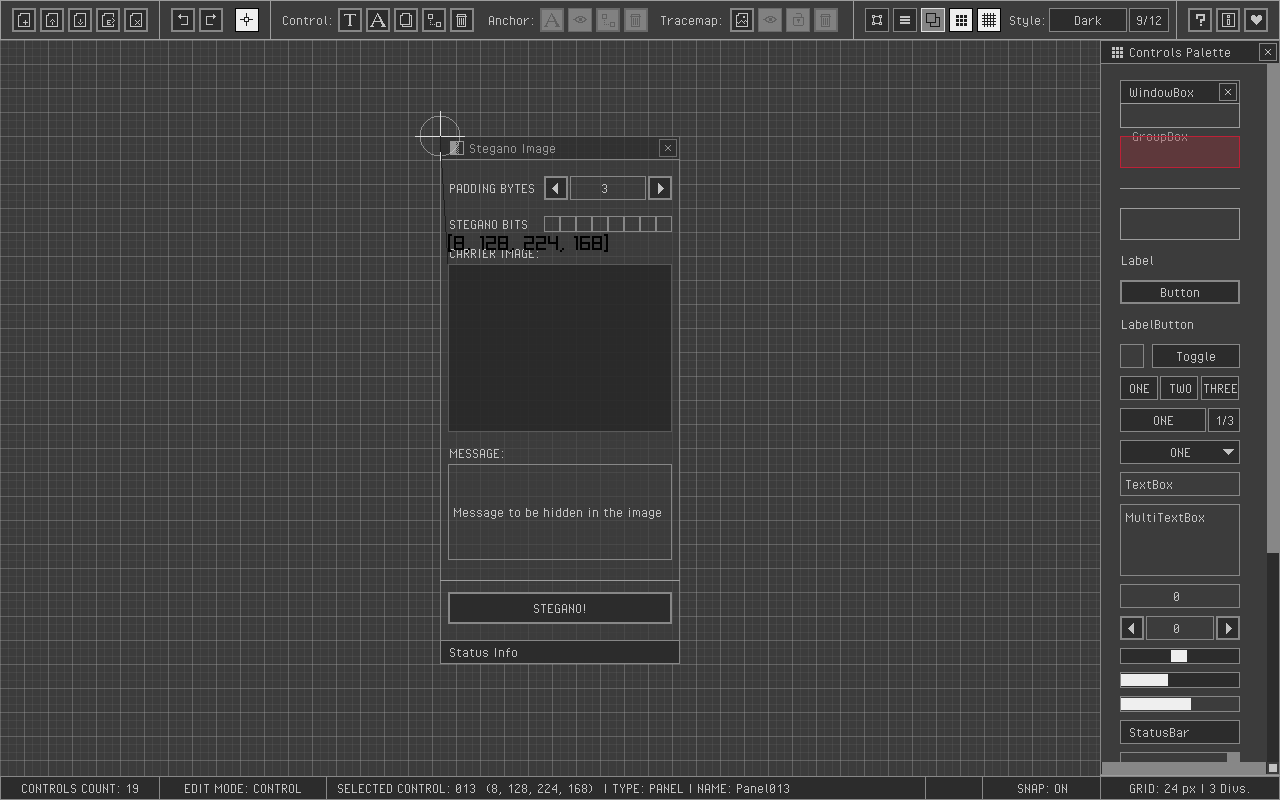 Control: Anchor: Tracemap: Style: Dark 9/12
Controls Palette
WindowBox
GroupBox
Label
Button
LabelButton
Toggle
ONE TWO THREE
ONE 1/3
ONE
TextBox
MultiTextBox
0
0
StatusBar
Stegano Image
PADDING BYTES 3
STEGANO BITS
[8, 128, 224, 168]
CARRIER IMAGE:
MESSAGE:
Message to be hidden in the image
STEGANO!
Status Info
CONTROLS COUNT: 19 EDIT MODE: CONTROL SELECTED CONTROL: 013 (8, 128, 224, 168) | TYPE: PANEL | NAME: Panel013 SNAP: ON GRID: 24 px | 3 Divs.